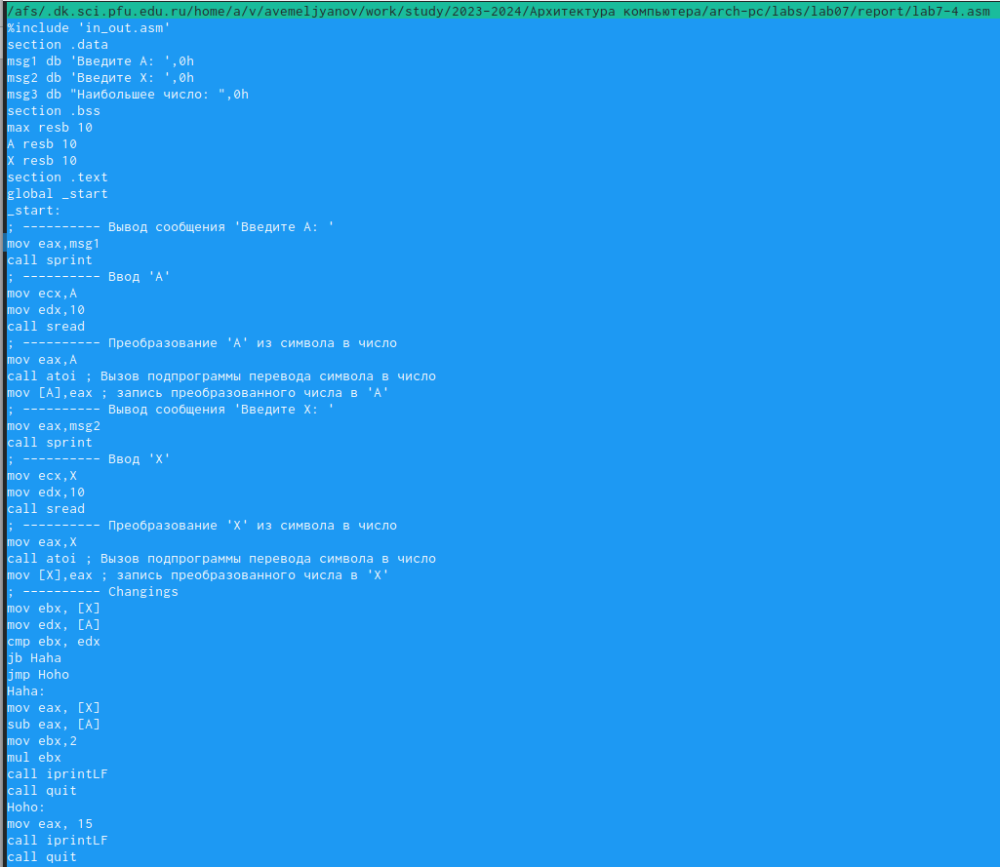 /afs/.dk.sci.pfu.edu.ru/home/a/v/avemeljyanov/work/study/2023-2024/Архитектура компьютера/arch-pc/labs/lab07/report/lab7-4.asm
%include 'in_out.asm'
section .data
msg1 db 'Введите A: ',0h
msg2 db 'Введите X: ',0h
msg3 db "Наибольшее число: ",0h
section .bss
max resb 10
A resb 10
X resb 10
section .text
global _start
_start:
; ---------- Вывод сообщения 'Введите A: '
mov eax,msg1
call sprint
; ---------- Ввод 'A'
mov ecx,A
mov edx,10
call sread
; ---------- Преобразование 'A' из символа в число
mov eax,A
call atoi ; Вызов подпрограммы перевода символа в число
mov [A],eax ; запись преобразованного числа в 'A'
; ---------- Вывод сообщения 'Введите X: '
mov eax,msg2
call sprint
; ---------- Ввод 'X'
mov ecx,X
mov edx,10
call sread
; ---------- Преобразование 'X' из символа в число
mov eax,X
call atoi ; Вызов подпрограммы перевода символа в число
mov [X],eax ; запись преобразованного числа в 'X'
; ---------- Changings
mov ebx, [X]
mov edx, [A]
cmp ebx, edx
jb Haha
jmp Hoho
Haha:
mov eax, [X]
sub eax, [A]
mov ebx,2
mul ebx
call iprintLF
call quit
Hoho:
mov eax, 15
call iprintLF
call quit